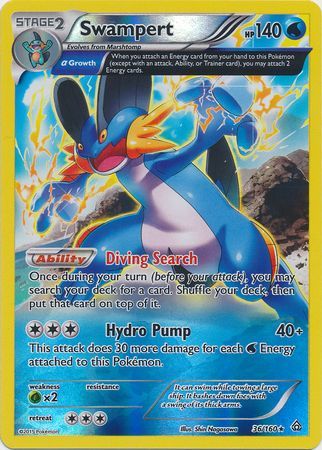 STAGE2
Swampert
HP140
Evolves from Marshtomp
α Growth
When you attach an Energy card from your hand to this Pokémon
(except with an attack, Ability, or Trainer card), you may attach 2
Energy cards.
Ability Diving Search
Once during your turn (before your attack), you may
search your deck for a card. Shuffle your deck, then
put that card on top of it.
Hydro Pump 40+
This attack does 30 more damage for each Energy
attached to this Pokémon.
weakness resistance
×2
retreat
It can swim while towing a large
ship. It bashes down foes with
a swing of its thick arms.
©2015 Pokémon
Illus. Shin Nagasawa
36/160★